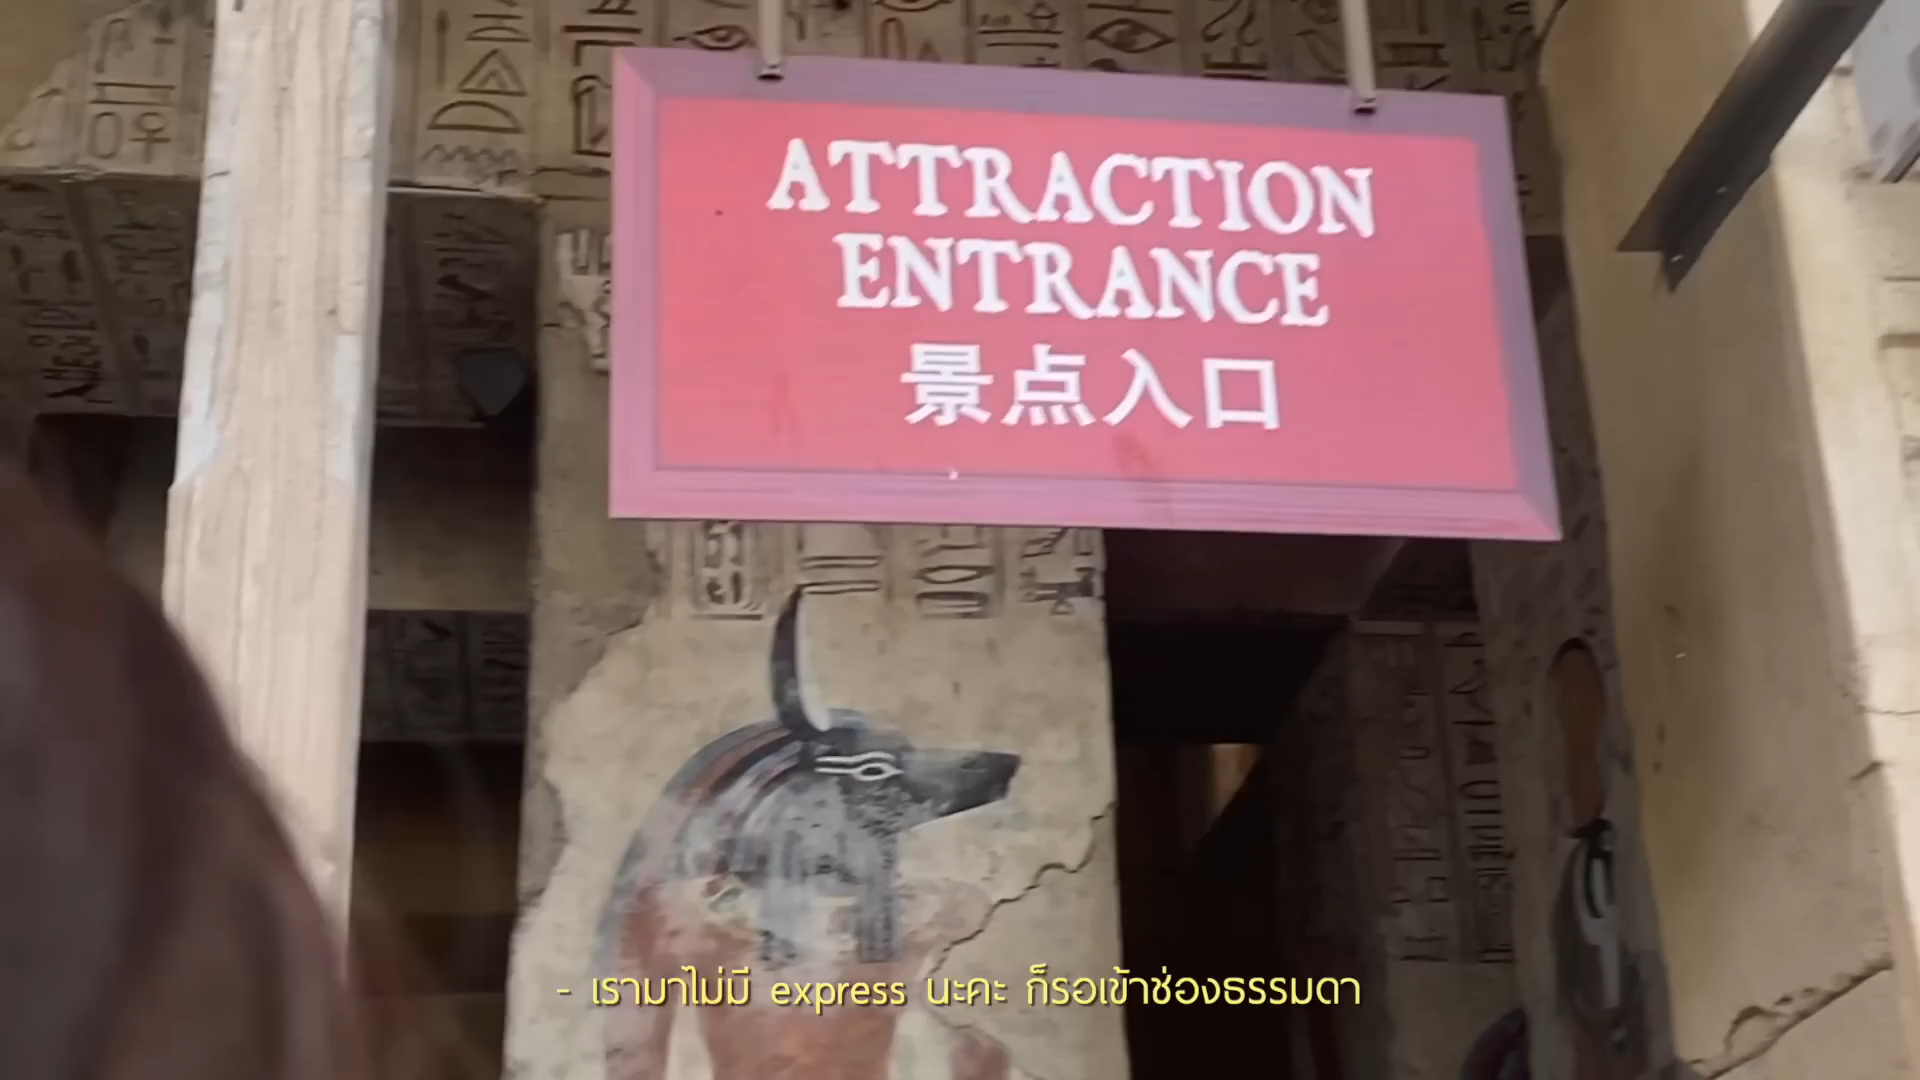 ATTRACTION
ENTRANCE
景点入口
- เรามาไม่มี express นะคะ ก็รอเข้าช่องธรรมดา